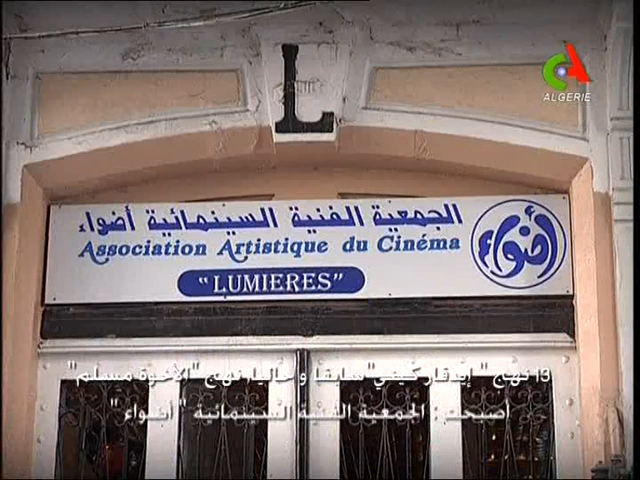 ALGERIE
L
الجمعية الفنية السينمائية أضواء
Association Artistique du Cinéma
"LUMIERES"
أضواء
13 نهج " إيدقار كيني" سابقا و حاليا، نهج "الأخوة مسلم"
أصبحت : الجمعية الفنية السينمائية " أضواء "